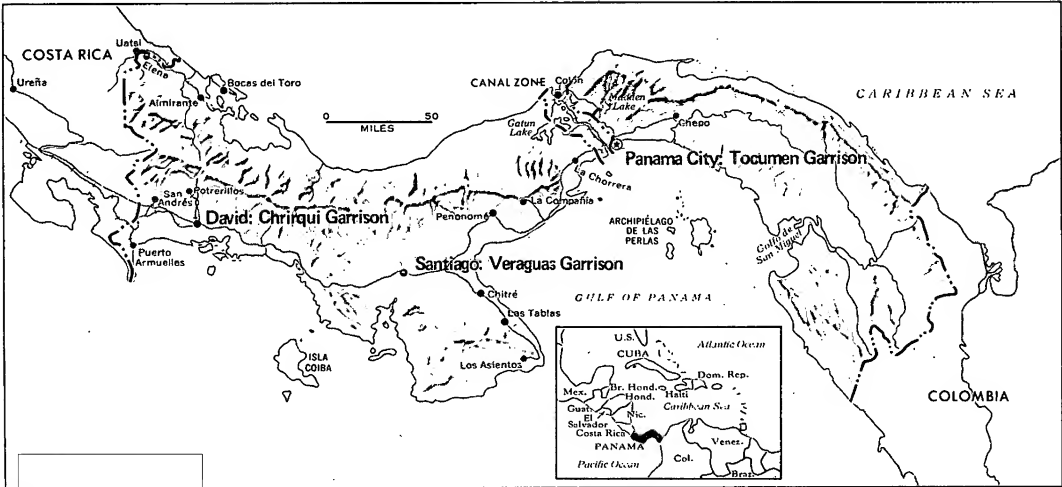 COSTA RICA
Ureña
Elena
Almirante
Bocas del Toro
0 50
MILES
CANAL ZONE
Colón
Madden
Lake
Gatun
Lake
Chepo
CARIBBEAN SEA
Panama City: Tocumen Garrison
La Chorrera
La Compañía
Penonomé
San
Andrés
Potrerillos
David: Chrirqui Garrison
Puerto
Armuelles
ARCHIPIÉLAGO
DE LAS
PERLAS
Golfo de
San Miguel
Santiago: Veraguas Garrison
Chitré
Las Tablas
Los Asientos
GULF OF PANAMA
ISLA
COIBA
COLOMBIA
U.S.
CUBA
Atlantic Ocean
Dom. Rep.
Haiti
Mex.
Br. Hond.
Hond.
Caribbean Sea
Guat.
El
Salvador
Nic.
Costa Rica
PANAMA
Venez.
Col.
Braz.
Pacific Ocean